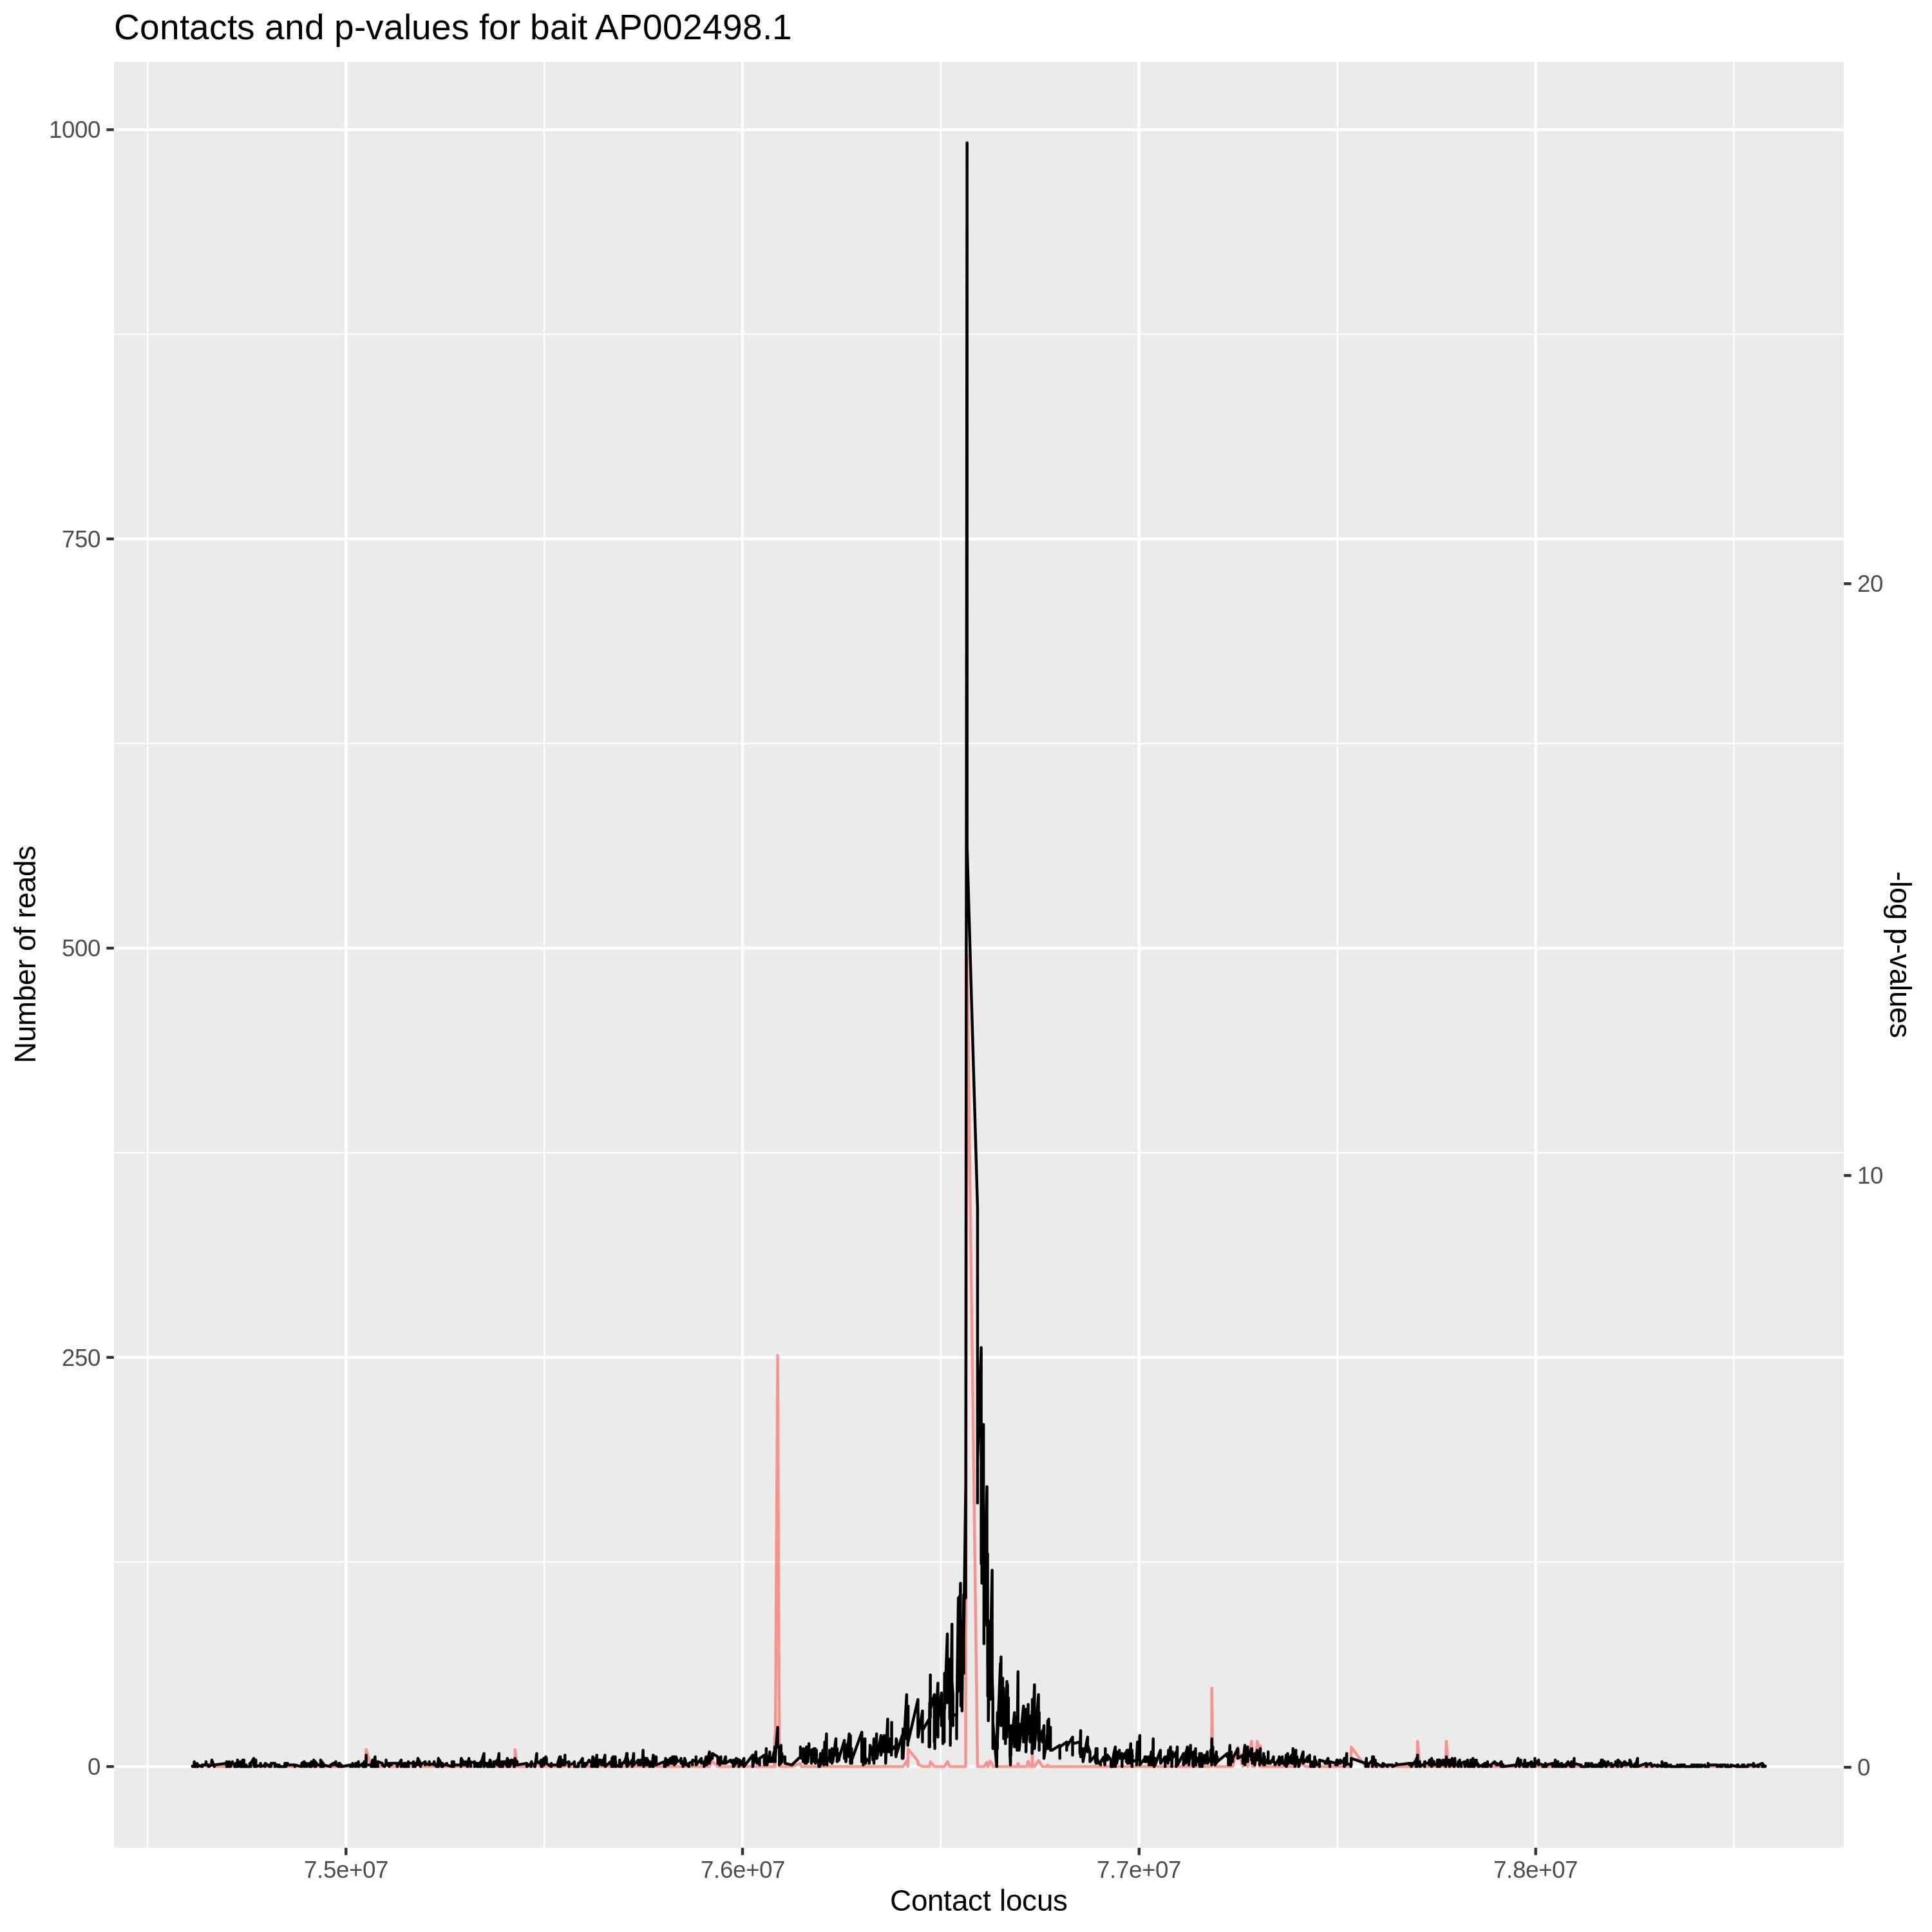 Contacts and p-values for bait AP002498.1
1000
750
500
250
0
Number of reads
20
10
0
-log p-values
7.5e+07 7.6e+07 7.7e+07 7.8e+07
Contact locus